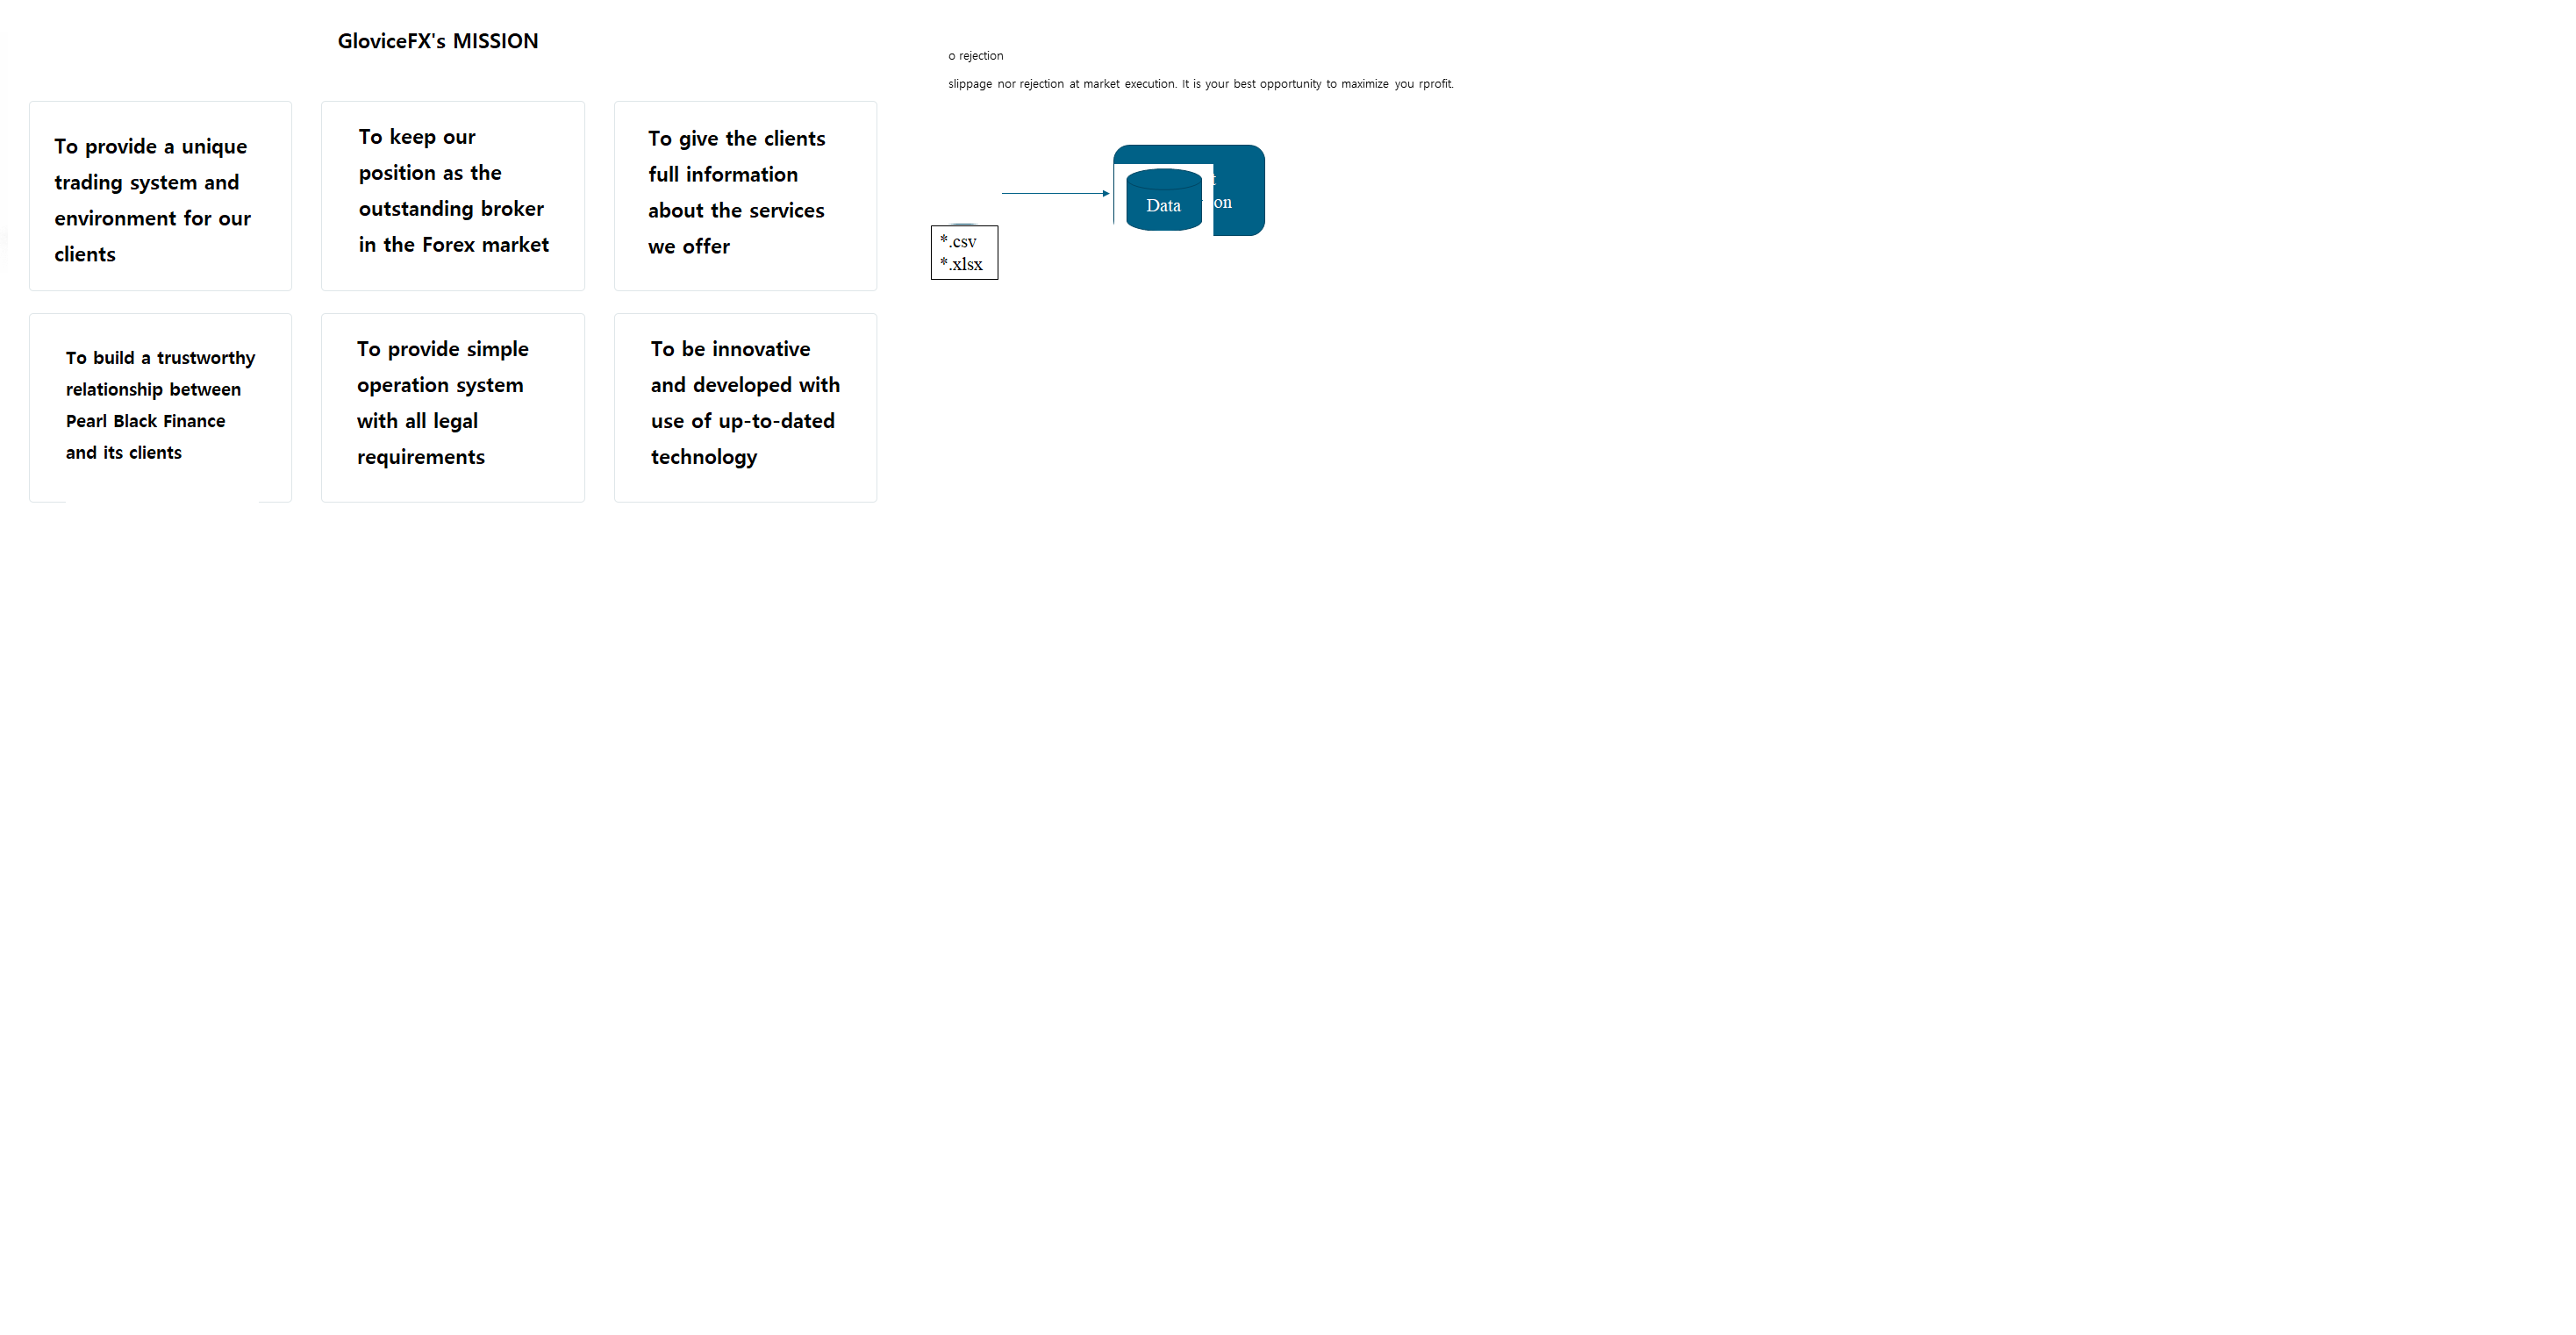 GloviceFX's MISSION
To provide a unique
trading system and
environment for our
clients
To keep our
position as the
outstanding broker
in the Forex market
To give the clients
full information
about the services
we offer
To build a trustworthy
relationship between
Pearl Black Finance
and its clients
To provide simple
operation system
with all legal
requirements
To be innovative
and developed with
use of up-to-dated
technology
o rejection
slippage nor rejection at market execution. It is your best opportunity to maximize you rprofit.
Data
on
*.csv
*.xlsx